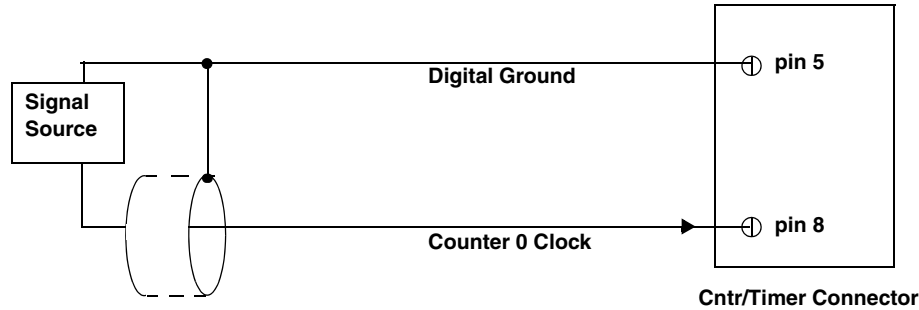 pin 5
Digital Ground
Signal
Source
pin 8
Counter 0 Clock
Cntr/Timer Connector